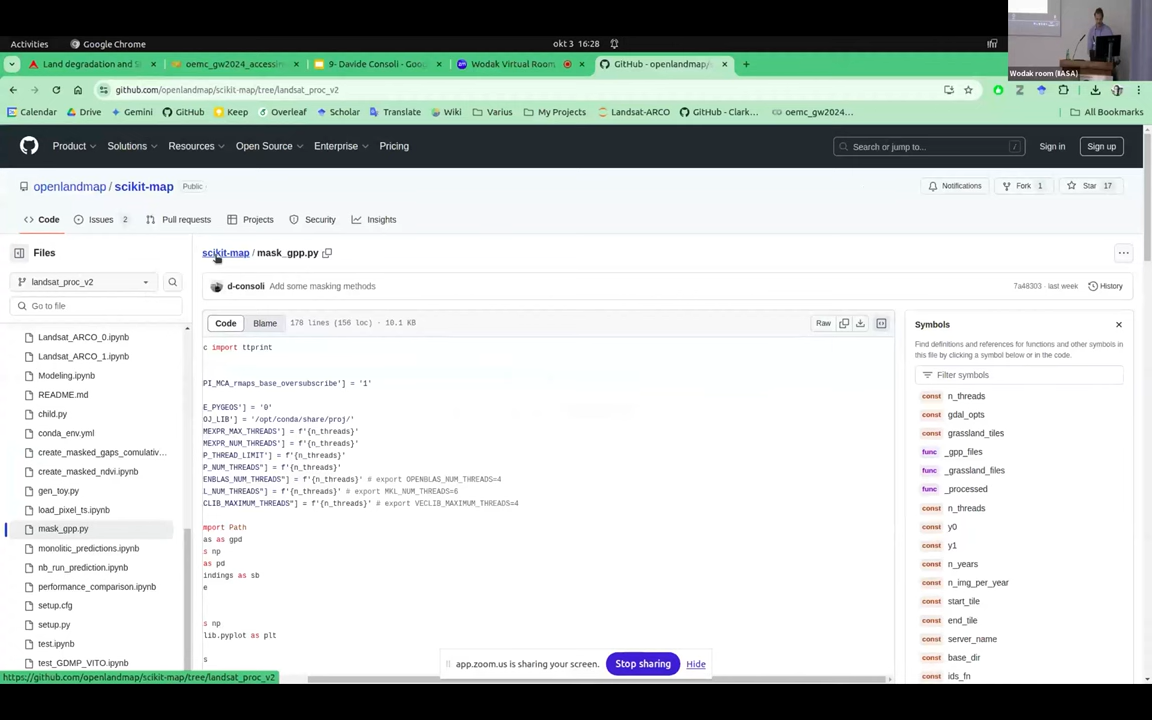 Activities
Google Chrome
okt 3 16:28
Land degradation and S
oemc_gw2024_accessin
9- Davide Consoli - Goog
Wodak Virtual Room
GitHub - openlandmap/s
github.com/openlandmap/scikit-map/tree/landsat_proc_v2
Wodak room (IIASA)
Calendar
Drive
Gemini
GitHub
Keep
Overleaf
Scholar
Translate
Wiki
Varius
My Projects
Landsat-ARCO
GitHub - Clark...
oemc_gw2024...
All Bookmarks
Product
Solutions
Resources
Open Source
Enterprise
Pricing
Search or jump to...
/
Sign in
Sign up
openlandmap / scikit-map
Public
Notifications
Fork 1
Star 17
Code
Issues 2
Pull requests
Projects
Security
Insights
Files
landsat_proc_v2
Go to file
Landsat_ARCO_0.ipynb
Landsat_ARCO_1.ipynb
Modeling.ipynb
README.md
child.py
conda_env.yml
create_masked_gaps_comulativ...
create_masked_ndvi.ipynb
gen_toy.py
load_pixel_ts.ipynb
mask_gpp.py
monolitic_predictions.ipynb
nb_run_prediction.ipynb
performance_comparison.ipynb
setup.cfg
setup.py
test.ipynb
test_GDMP_VITO.ipynb
scikit-map / mask_gpp.py
d-consoli Add some masking methods
7a48303 · last week
History
Code
Blame
178 lines (156 loc) · 10.1 KB
Raw
c import ttprint
PI_MCA_rmaps_base_oversubscribe'] = '1'
E_PYGEOS'] = '0'
OJ_LIB'] = '/opt/conda/share/proj/'
MEXPR_MAX_THREADS'] = f'{n_threads}'
MEXPR_NUM_THREADS'] = f'{n_threads}'
P_THREAD_LIMIT'] = f'{n_threads}'
P_NUM_THREADS"] = f'{n_threads}'
ENBLAS_NUM_THREADS"] = f'{n_threads}' # export OPENBLAS_NUM_THREADS=4
L_NUM_THREADS"] = f'{n_threads}' # export MKL_NUM_THREADS=6
CLIB_MAXIMUM_THREADS"] = f'{n_threads}' # export VECLIB_MAXIMUM_THREADS=4
mport Path
as as gpd
s np
as pd
indings as sb
e
s np
lib.pyplot as plt
s
Symbols
Find definitions and references for functions and other symbols in
this file by clicking a symbol below or in the code.
Filter symbols
const n_threads
const gdal_opts
const grassland_tiles
func _gpp_files
func _grassland_files
func _processed
const n_threads
const y0
const y1
const n_years
const n_img_per_year
const start_tile
const end_tile
const server_name
const base_dir
const ids_fn
app.zoom.us is sharing your screen.
Stop sharing
Hide
https://github.com/openlandmap/scikit-map/tree/landsat_proc_v2